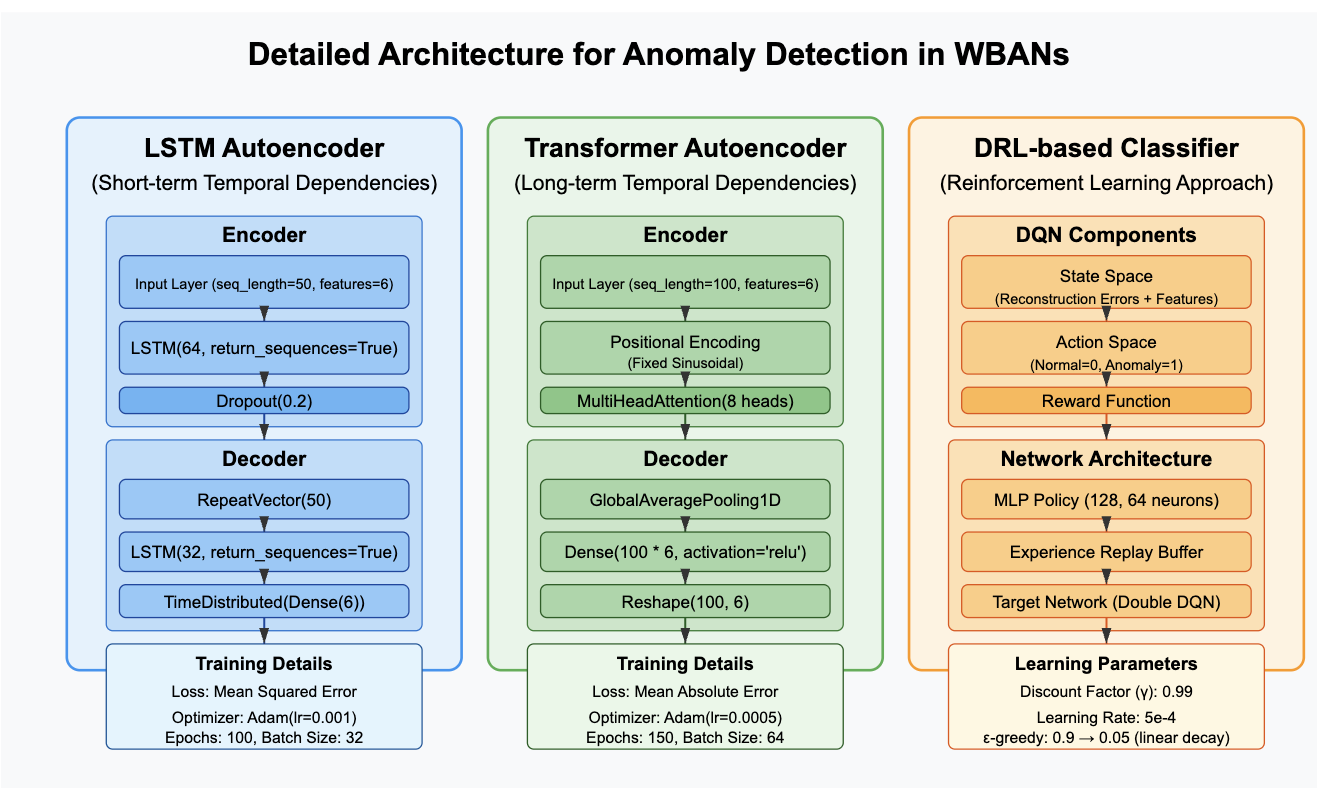 Detailed Architecture for Anomaly Detection in WBANs
LSTM Autoencoder
(Short-term Temporal Dependencies)
Encoder
Input Layer (seq_length=50, features=6)
LSTM(64, return_sequences=True)
Dropout(0.2)
Decoder
RepeatVector(50)
LSTM(32, return_sequences=True)
TimeDistributed(Dense(6))
Training Details
Loss: Mean Squared Error
Optimizer: Adam(lr=0.001)
Epochs: 100, Batch Size: 32
Transformer Autoencoder
(Long-term Temporal Dependencies)
Encoder
Input Layer (seq_length=100, features=6)
Positional Encoding
(Fixed Sinusoidal)
MultiHeadAttention(8 heads)
Decoder
GlobalAveragePooling1D
Dense(100 * 6, activation='relu')
Reshape(100, 6)
Training Details
Loss: Mean Absolute Error
Optimizer: Adam(lr=0.0005)
Epochs: 150, Batch Size: 64
DRL-based Classifier
(Reinforcement Learning Approach)
DQN Components
State Space
(Reconstruction Errors + Features)
Action Space
(Normal=0, Anomaly=1)
Reward Function
Network Architecture
MLP Policy (128, 64 neurons)
Experience Replay Buffer
Target Network (Double DQN)
Learning Parameters
Discount Factor (γ): 0.99
Learning Rate: 5e-4
ε-greedy: 0.9 → 0.05 (linear decay)